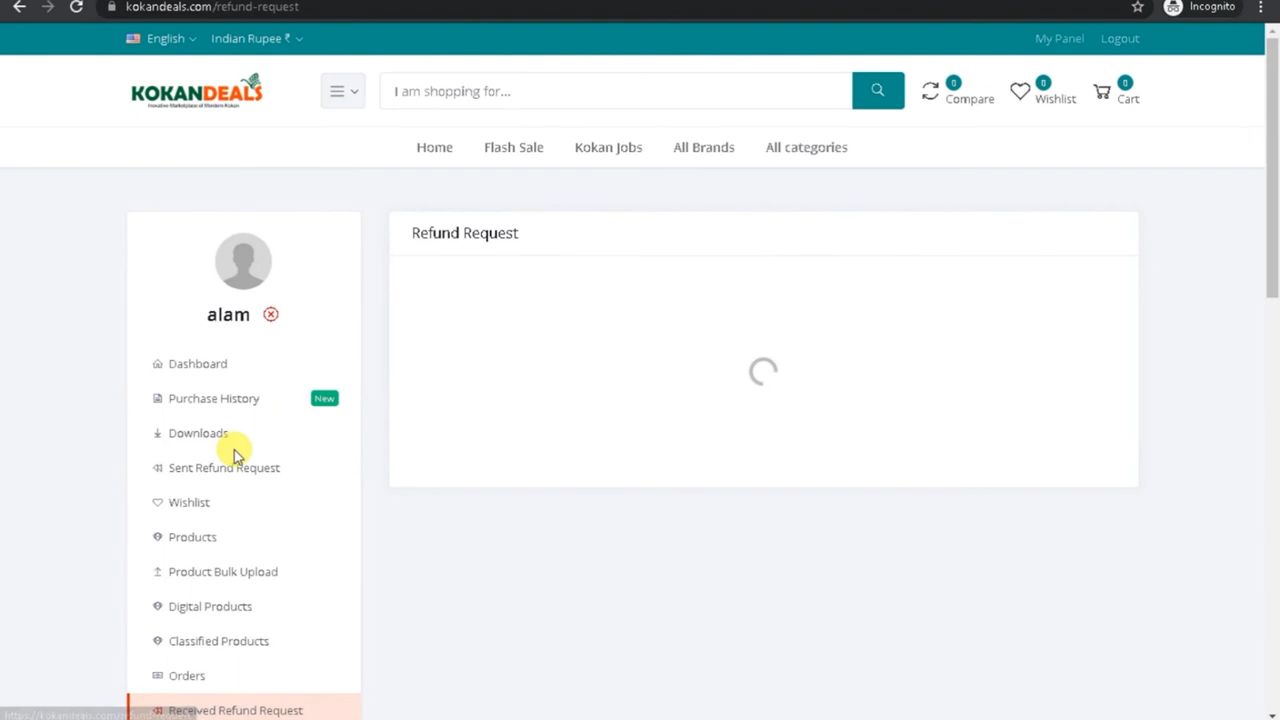 kokandeals.com/refund-request
Incognito
English
Indian Rupee ₹
My Panel
Logout
KOKANDEALS
I am shopping for...
0
Compare
0
Wishlist
0
Cart
Home
Flash Sale
Kokan Jobs
All Brands
All categories
Refund Request
alam
Dashboard
Purchase History
New
Downloads
Sent Refund Request
Wishlist
Products
Product Bulk Upload
Digital Products
Classified Products
Orders
Received Refund Request